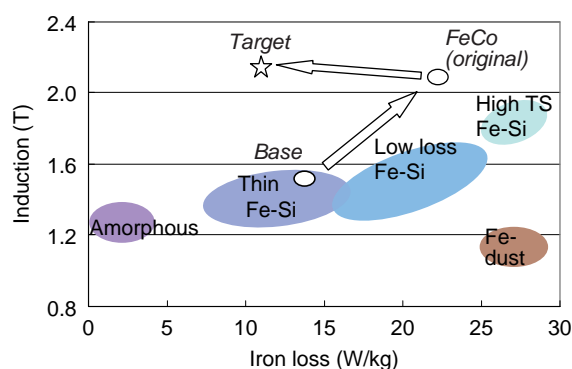 2.4
2.0
1.6
1.2
0.8
Induction (T)
Target
FeCo
(original)
High TS
Fe-Si
Base
Low loss
Fe-Si
Thin
Fe-Si
Amorphous
Fe-
dust
0 5 10 15 20 25 30
Iron loss (W/kg)